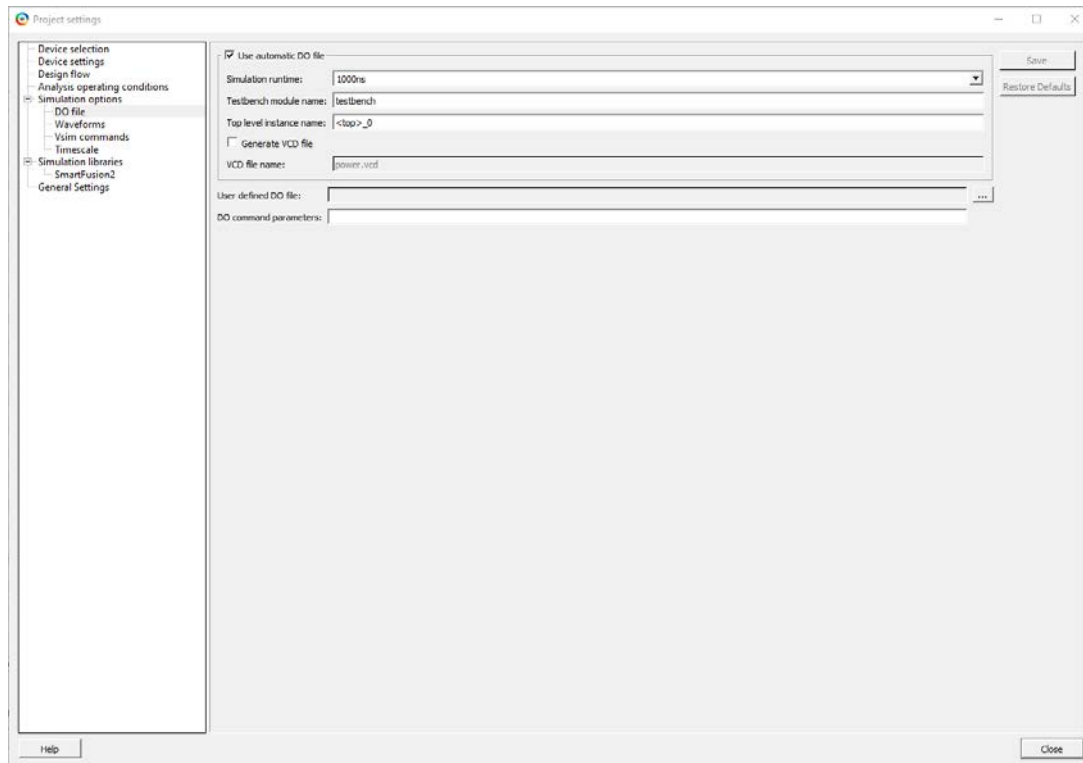 Project settings
Device selection
Device settings
Design flow
Analysis operating conditions
Simulation options
DO file
Waveforms
Vsim commands
Timescale
Simulation libraries
SmartFusion2
General Settings
Use automatic DO file
Simulation runtime: 1000ns
Testbench module name: testbench
Top level instance name: <top>_0
Generate VCD file
VCD file name: power.vcd
User defined DO file: ...
DO command parameters:
Save
Restore Defaults
Help
Close